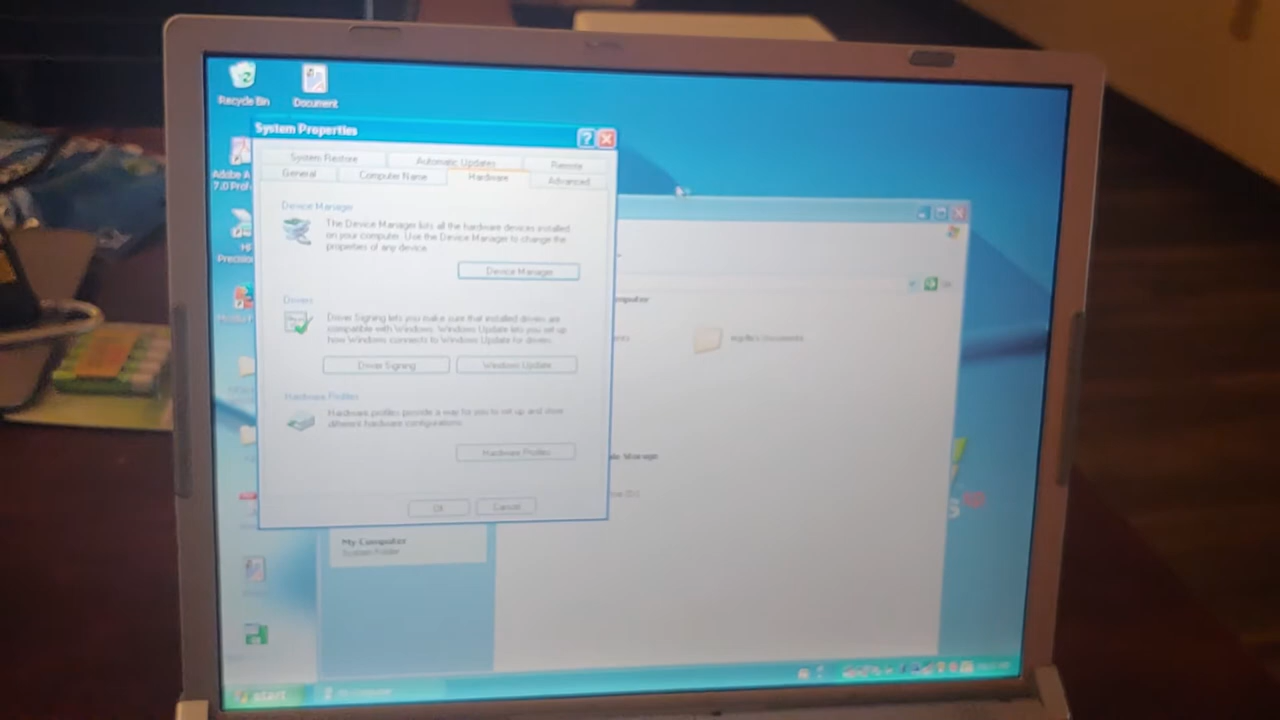 Recycle Bin
Document
System Properties
System Restore
Automatic Updates
Remote
General
Computer Name
Hardware
Advanced
Device Manager
The Device Manager lists all the hardware devices installed
on your computer. Use the Device Manager to change the
properties of any device.
Device Manager
Drivers
Driver Signing lets you make sure that installed drivers are
compatible with Windows. Windows Update lets you set up
how Windows connects to Windows Update for drivers.
Driver Signing
Windows Update
Hardware Profiles
Hardware profiles provide a way for you to set up and store
different hardware configurations.
Hardware Profiles
OK
Cancel
Adobe A
7.0 Prof
Precision
Documents
My Computer
System Folder
start
My Computer